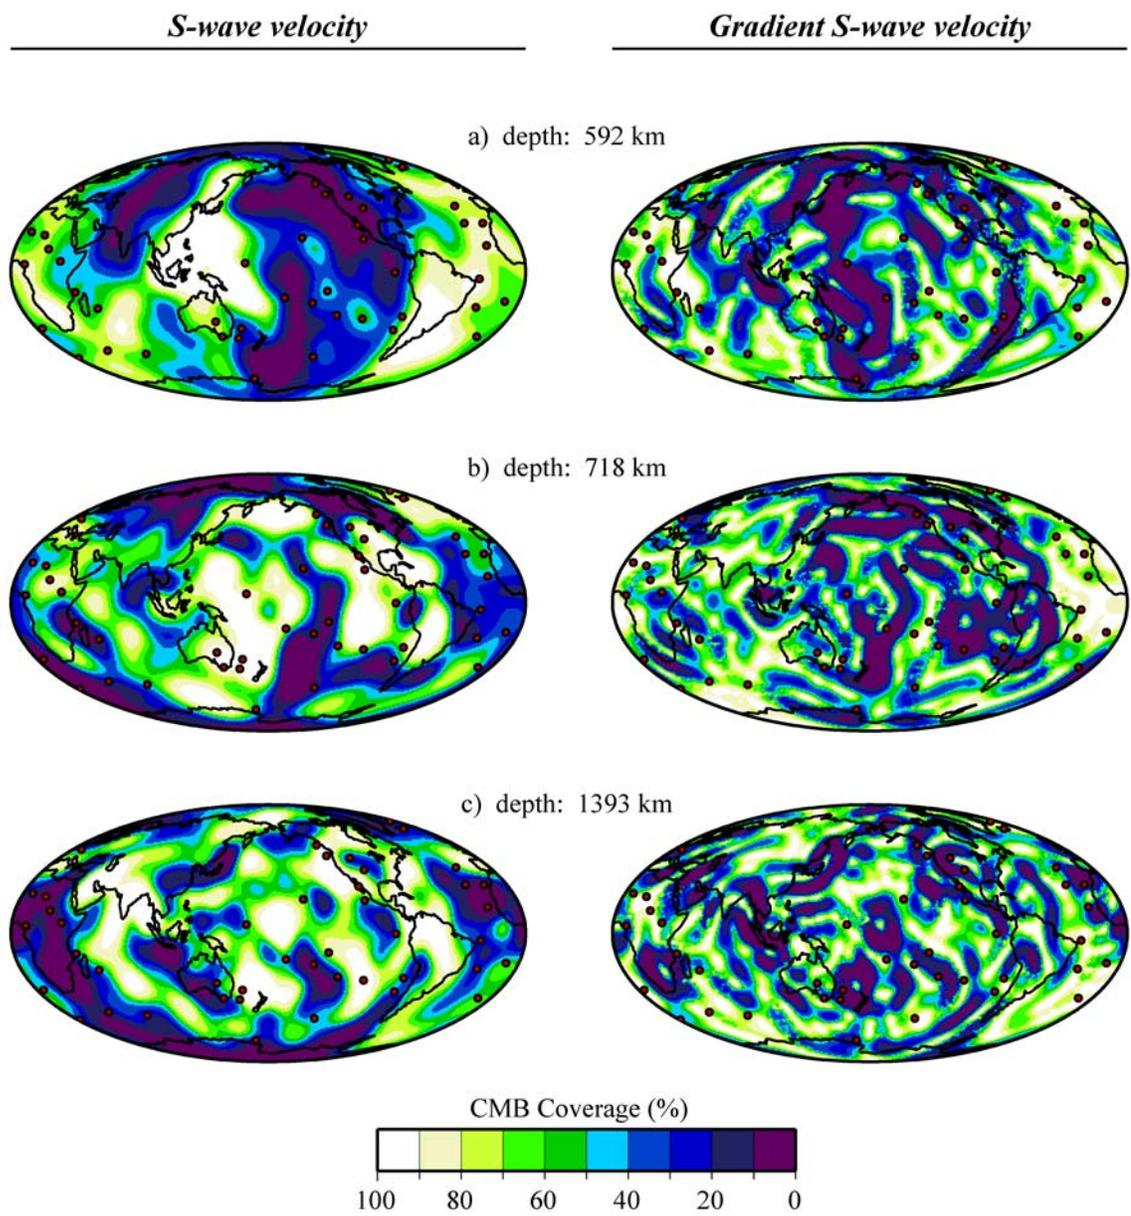 S-wave velocity
Gradient S-wave velocity
a) depth: 592 km
b) depth: 718 km
c) depth: 1393 km
CMB Coverage (%)
100 80 60 40 20 0